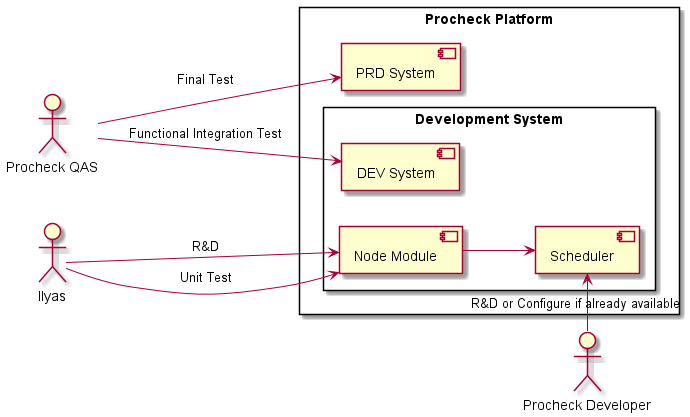 Procheck Platform
PRD System
Final Test
Development System
Functional Integration Test
Procheck QAS
DEV System
R&D
Node Module
Scheduler
Unit Test
Ilyas
R&D or Configure if already available
Procheck Developer